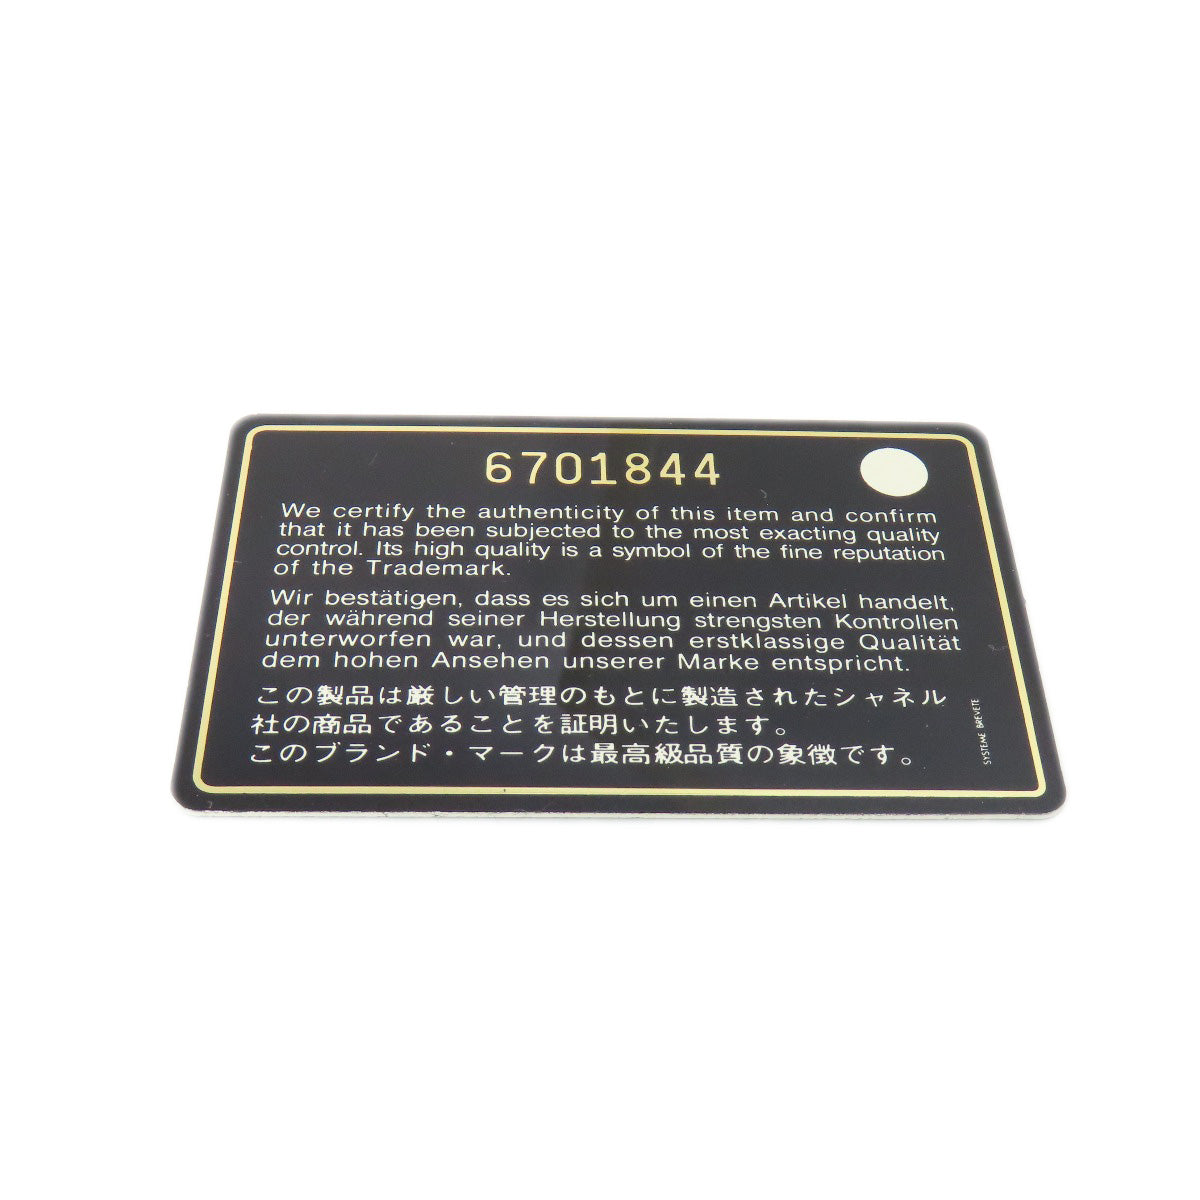 6701844
We certify the authenticity of this item and confirm
that it has been subjected to the most exacting quality
control. Its high quality is a symbol of the fine reputation
of the Trademark.
Wir bestätigen, dass es sich um einen Artikel handelt,
der während seiner Herstellung strengsten Kontrollen
unterworfen war, und dessen erstklassige Qualität
dem hohen Ansehen unserer Marke entspricht.
この製品は厳しい管理のもとに製造されたシャネル
社の商品であることを証明いたします。
このブランド・マークは最高級品質の象徴です。
SYSTEME BREVETE